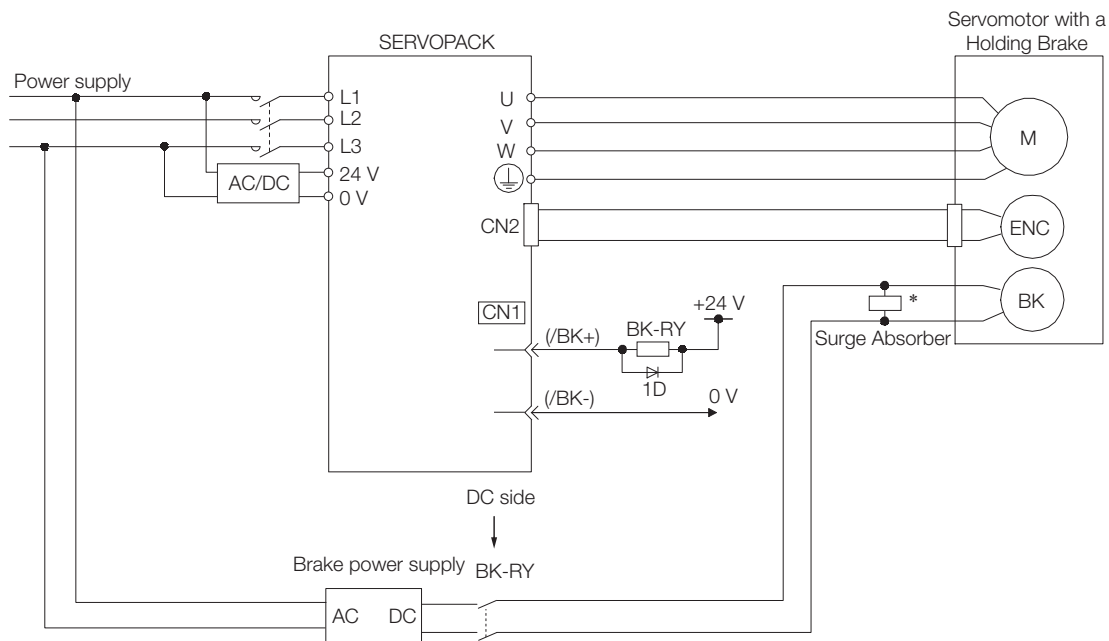 Servomotor with a
Holding Brake
SERVOPACK
Power supply
L1
L2
L3
24 V
0 V
AC/DC
U
V
W
M
CN2
ENC
CN1
BK
*
Surge Absorber
+24 V
BK-RY
(/BK+)
1D
(/BK-)
0 V
DC side
Brake power supply
BK-RY
AC
DC